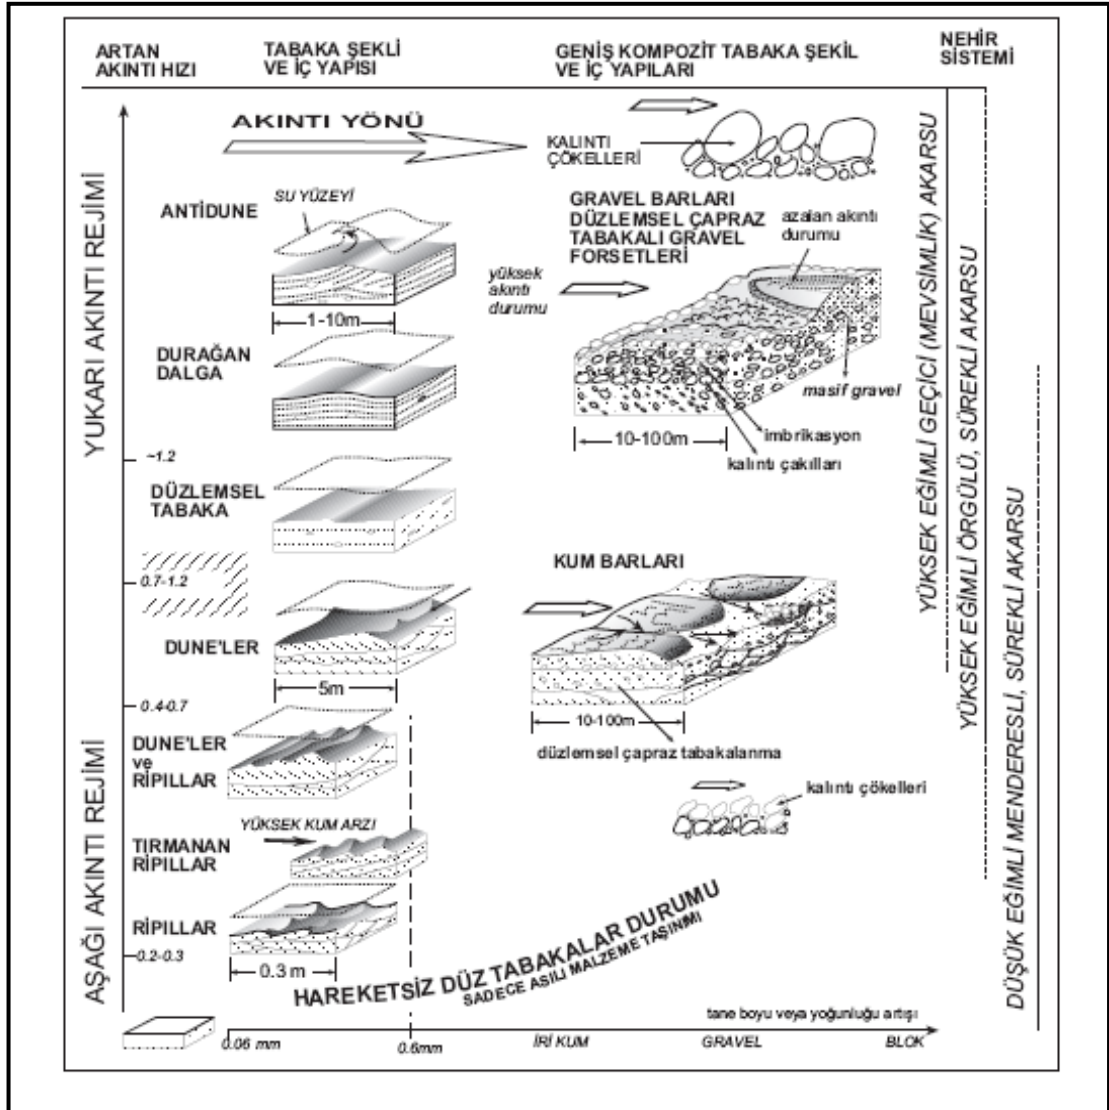 ARTAN
AKINTI HIZI
TABAKA ŞEKLİ
VE İÇ YAPISI
GENİŞ KOMPOZİT TABAKA ŞEKİL
VE İÇ YAPILARI
NEHİR
SİSTEMİ
AKINTI YÖNÜ
KALINTI
ÇÖKELLERİ
YUKARI AKINTI REJİMİ
ANTİDUNE
SU YÜZEYİ
1-10m
GRAVEL BARLARI
DÜZLEMSEL ÇAPRAZ
TABAKALI GRAVEL
FORSETLERİ
azalan akıntı
durumu
yüksek
akıntı
durumu
masif gravel
10-100m
imbrikasyon
kalıntı çakılları
DURAĞAN
DALGA
~1.2
DÜZLEMSEL
TABAKA
0.7-1.2
DUNE'LER
5m
KUM BARLARI
10-100m
düzlemsel çapraz tabakalanma
0.4-0.7
AŞAĞI AKINTI REJİMİ
DUNE'LER
ve
RİPILLAR
kalıntı çökelleri
YÜKSEK KUM ARZI
TIRMANAN
RİPILLAR
RİPILLAR
0.2-0.3
0.3 m
HAREKETSİZ DÜZ TABAKALAR DURUMU
SADECE ASILI MALZEME TAŞINIMI
tane boyu veya yoğunluğu artışı
0.06 mm
0.6mm
İRİ KUM
GRAVEL
BLOK
YÜKSEK EĞİMLİ GEÇİCİ (MEVSİMLİK) AKARSU
YÜKSEK EĞİMLİ ÖRGÜLÜ, SÜREKLİ AKARSU
DÜŞÜK EĞİMLİ MENDERESLİ, SÜREKLİ AKARSU